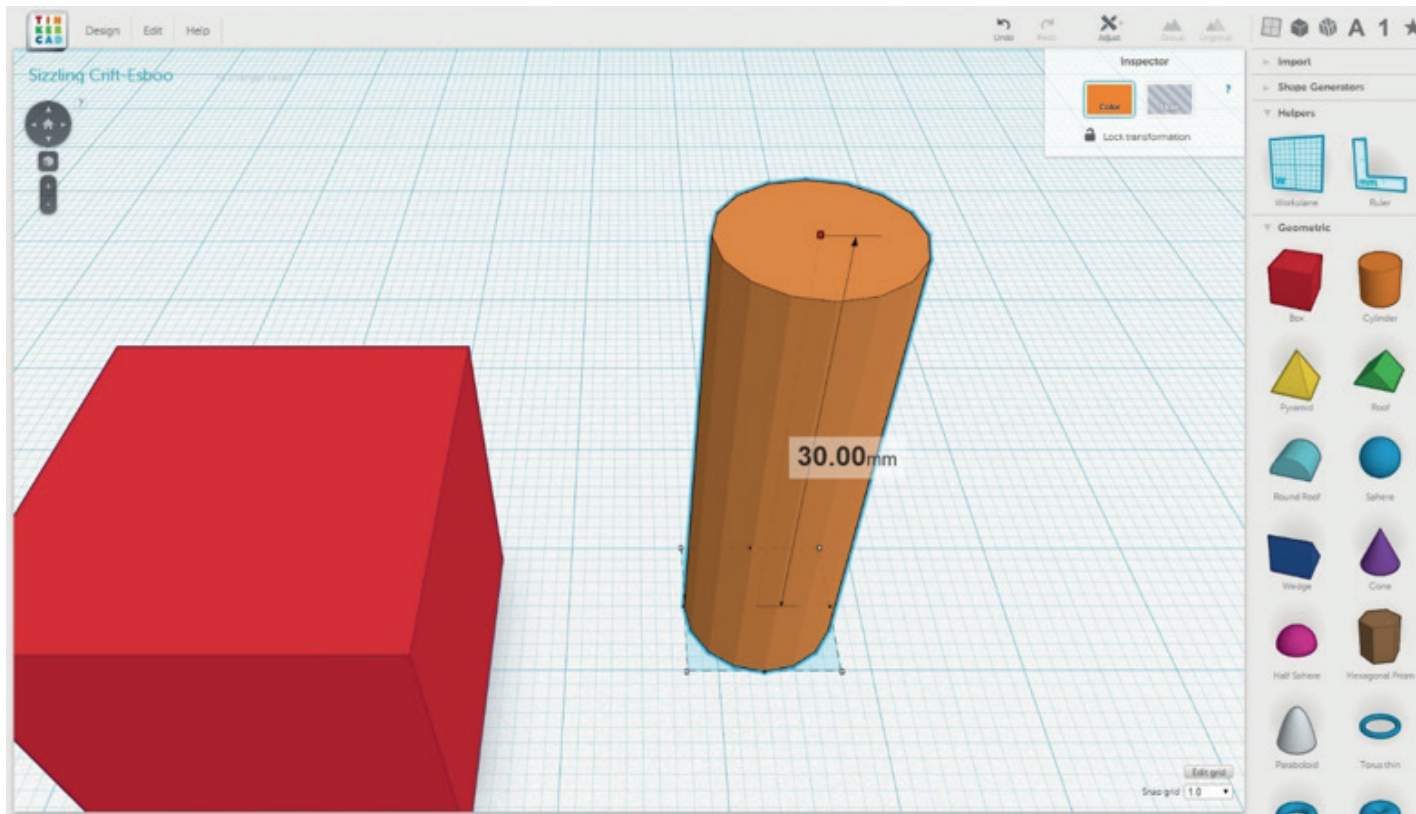 TIN
KER
CAD
Design Edit Help
Undo Redo Adjust Group Ungroup
A 1
Sizzling Crift-Esboo
?
Inspector
Color
?
Lock transformation
Import
Shape Generators
Helpers
W mm
Workplane Ruler
Geometric
Box Cylinder
Pyramid Roof
Round Roof Sphere
Wedge Cone
Half Sphere Hexagonal Prism
Paraboloid Torus thin
30.00mm
Edit grid
Snap grid 1.0